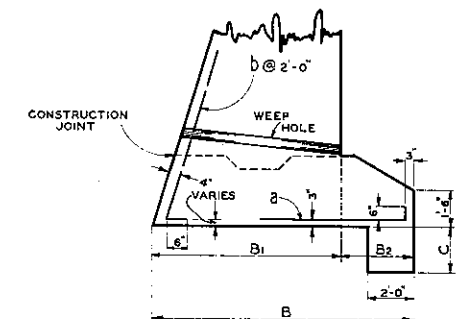 b @ 2'-0"
WEEP
HOLE
CONSTRUCTION
JOINT
3"
4"
VARIES
a
3"
6"
1'-6"
6"
B1
B2
C
2'-0"
B